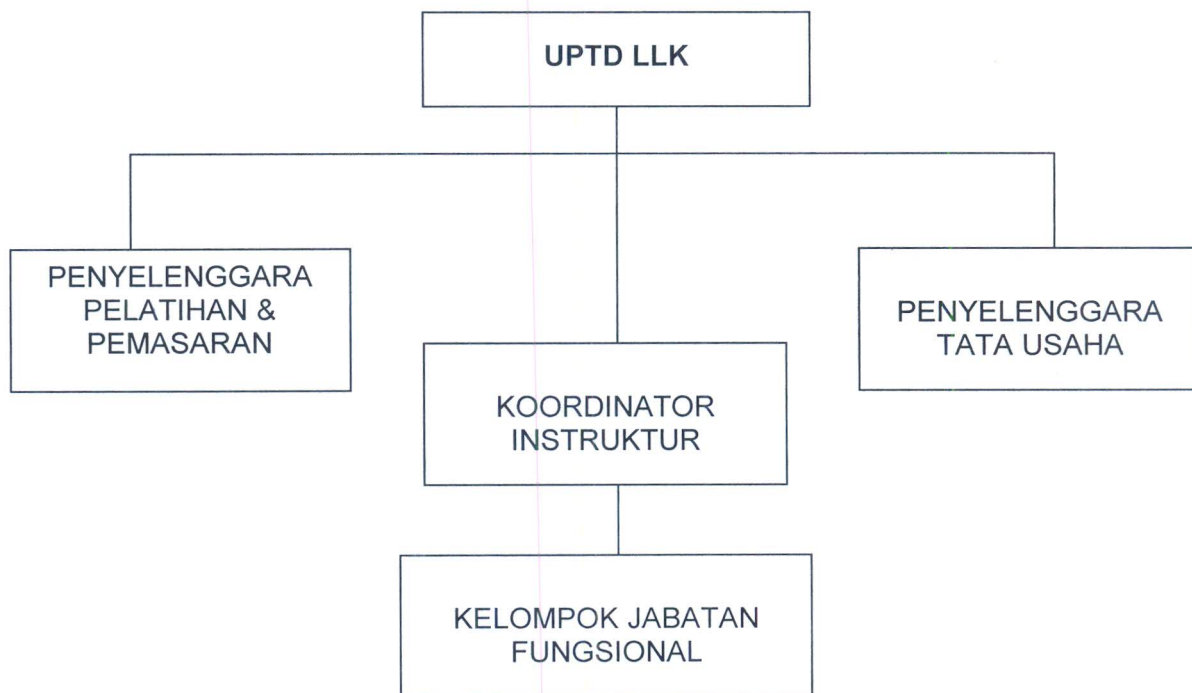 UPTD LLK
PENYELENGGARA
PELATIHAN &
PEMASARAN
PENYELENGGARA
TATA USAHA
KOORDINATOR
INSTRUKTUR
KELOMPOK JABATAN
FUNGSIONAL